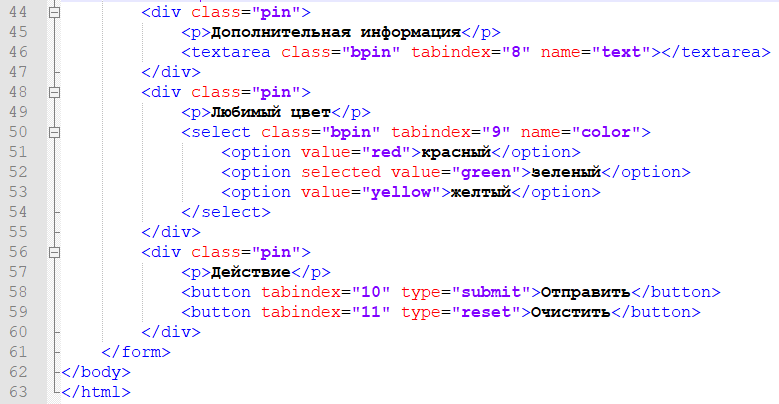 44 <div class="pin">
45 <p>Дополнительная информация</p>
46 <textarea class="bpin" tabindex="8" name="text"></textarea>
47 </div>
48 <div class="pin">
49 <p>Любимый цвет</p>
50 <select class="bpin" tabindex="9" name="color">
51 <option value="red">красный</option>
52 <option selected value="green">зеленый</option>
53 <option value="yellow">желтый</option>
54 </select>
55 </div>
56 <div class="pin">
57 <p>Действие</p>
58 <button tabindex="10" type="submit">Отправить</button>
59 <button tabindex="11" type="reset">Очистить</button>
60 </div>
61 </form>
62 </body>
63 </html>